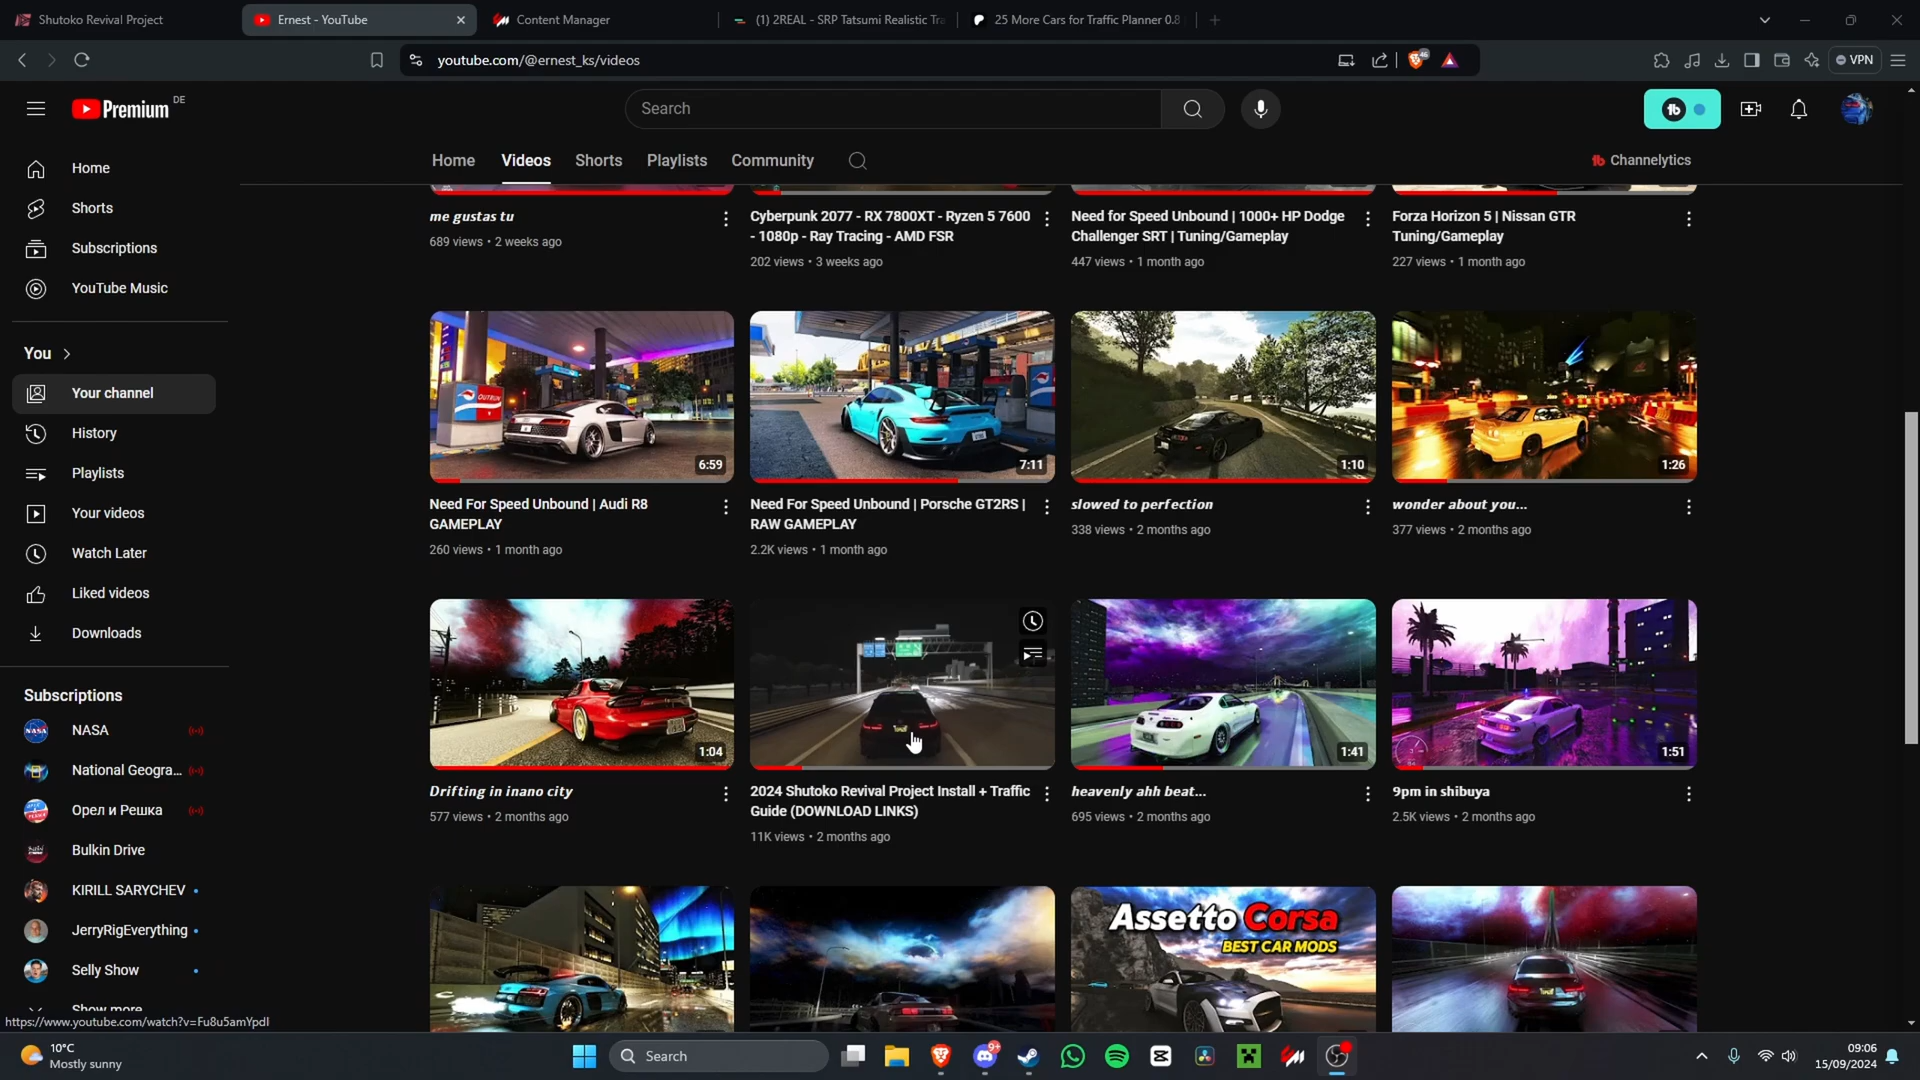 Shutoko Revival Project
Ernest - YouTube
Content Manager
(1) 2REAL - SRP Tatsumi Realistic Tra
25 More Cars for Traffic Planner 0.8
youtube.com/@ernest_ks/videos
46
VPN
Premium DE
Search
Home
Videos
Shorts
Playlists
Community
Channelytics
Home
Shorts
Subscriptions
YouTube Music
You
Your channel
History
Playlists
Your videos
Watch Later
Liked videos
Downloads
Subscriptions
NASA
National Geogra...
Орел и Решка
Bulkin Drive
KIRILL SARYCHEV
JerryRigEverything
Selly Show
Show more
me gustas tu
689 views • 2 weeks ago
Cyberpunk 2077 - RX 7800XT - Ryzen 5 7600
- 1080p - Ray Tracing - AMD FSR
202 views • 3 weeks ago
Need for Speed Unbound | 1000+ HP Dodge
Challenger SRT | Tuning/Gameplay
447 views • 1 month ago
Forza Horizon 5 | Nissan GTR
Tuning/Gameplay
227 views • 1 month ago
OUTRUN
6:59
7:11
1:10
1:26
Need For Speed Unbound | Audi R8
GAMEPLAY
260 views • 1 month ago
Need For Speed Unbound | Porsche GT2RS |
RAW GAMEPLAY
2.2K views • 1 month ago
slowed to perfection
338 views • 2 months ago
wonder about you...
377 views • 2 months ago
1:04
1:41
1:51
Drifting in inano city
577 views • 2 months ago
2024 Shutoko Revival Project Install + Traffic
Guide (DOWNLOAD LINKS)
11K views • 2 months ago
heavenly ahh beat...
695 views • 2 months ago
9pm in shibuya
2.5K views • 2 months ago
Assetto Corsa
BEST CAR MODS
https://www.youtube.com/watch?v=Fu8u5amYpdI
10°C
Mostly sunny
Search
9+
09:06
15/09/2024